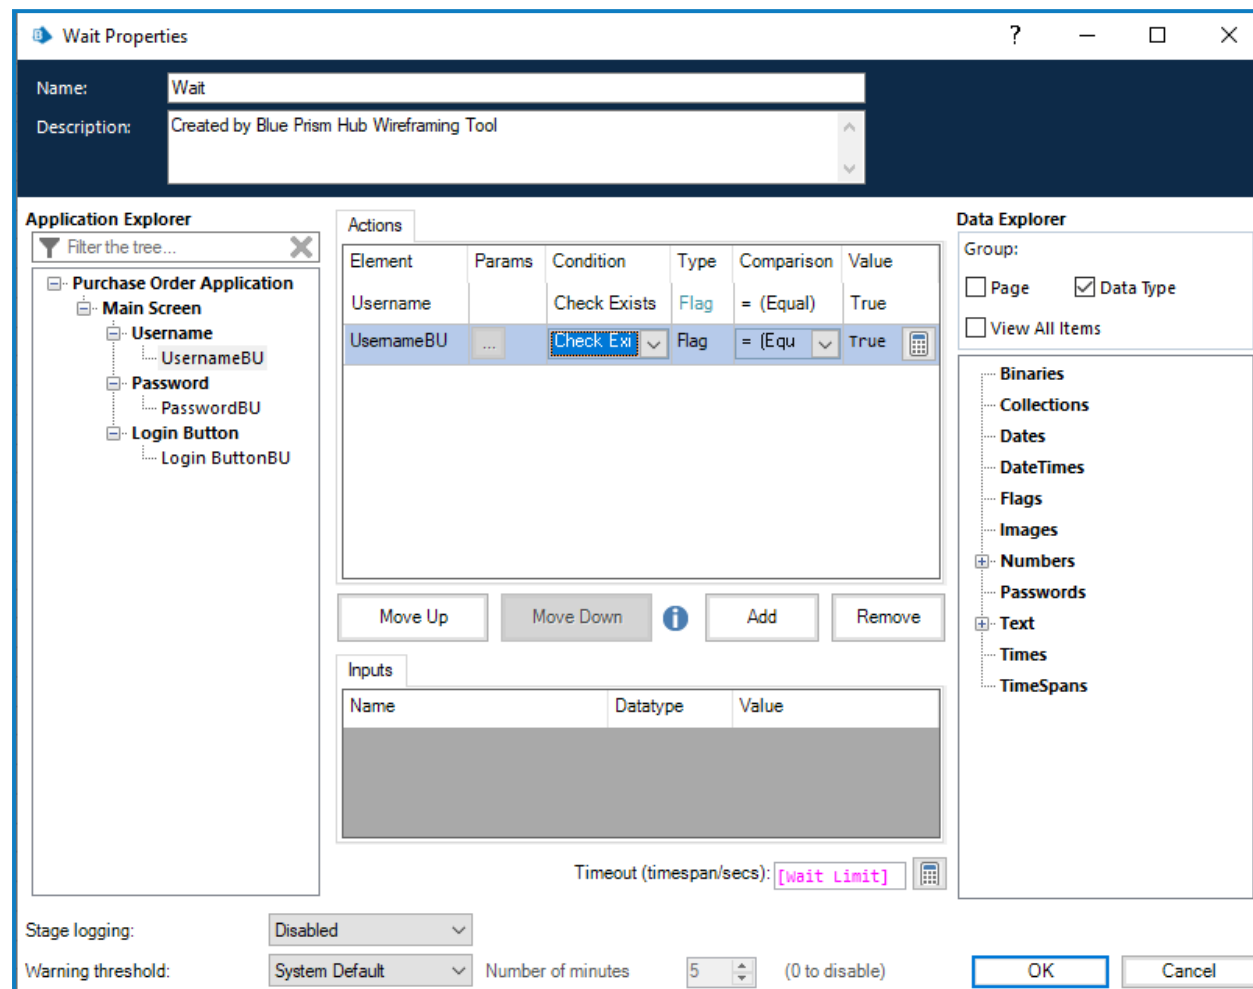 Wait Properties
Name: Wait
Description: Created by Blue Prism Hub Wireframing Tool
Application Explorer
Filter the tree...
Purchase Order Application
Main Screen
Username
UsernameBU
Password
PasswordBU
Login Button
Login ButtonBU
Actions
Element Params Condition Type Comparison Value
Username Check Exists Flag = (Equal) True
UsernameBU ... Check Exi Flag = (Equ True
Move Up Move Down i Add Remove
Inputs
Name Datatype Value
Timeout (timespan/secs): [Wait Limit]
Data Explorer
Group:
Page Data Type
View All Items
Binaries
Collections
Dates
DateTimes
Flags
Images
Numbers
Passwords
Text
Times
TimeSpans
Stage logging: Disabled
Warning threshold: System Default Number of minutes 5 (0 to disable)
OK Cancel